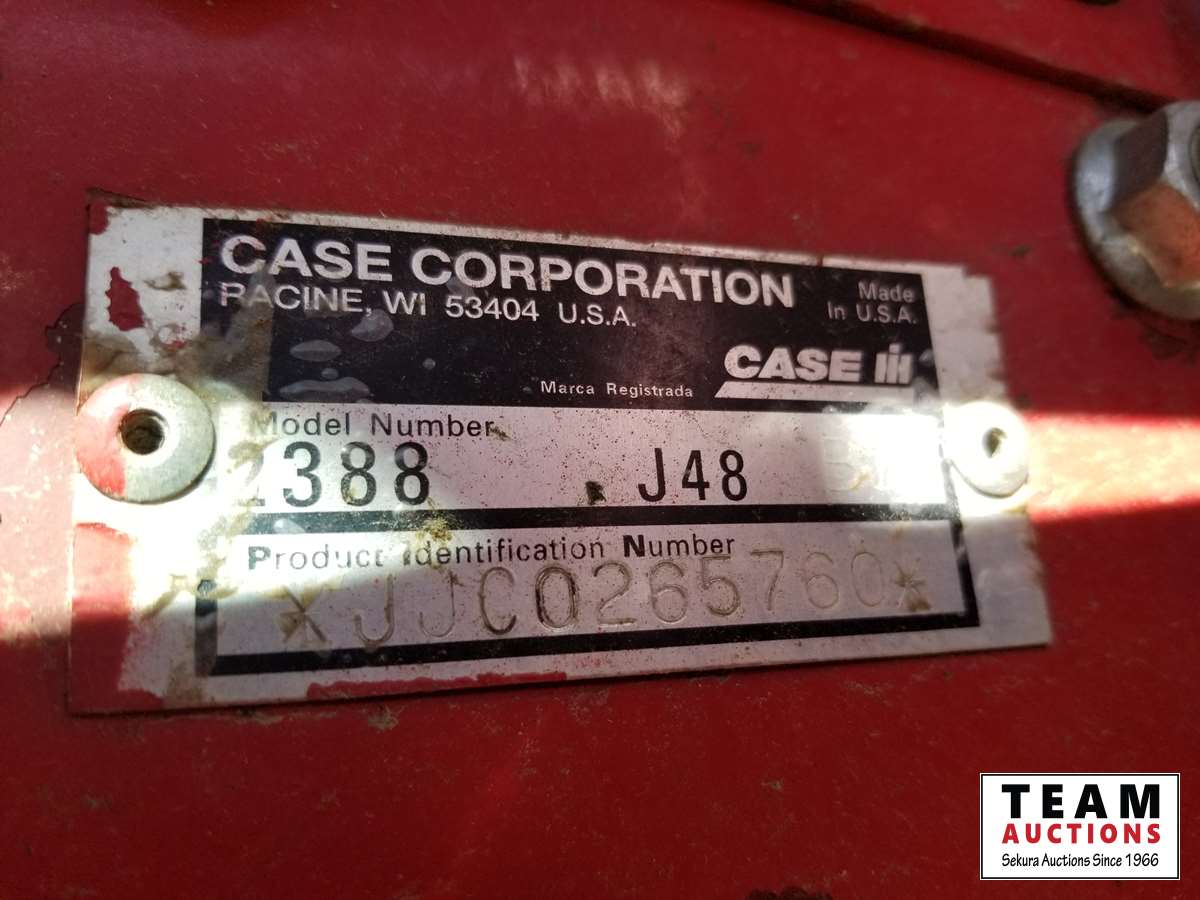 CASE CORPORATION
RACINE, WI 53404 U.S.A.
Made
In U.S.A.
CASE IH
Marca Registrada
Model Number
2388 J48
Product Identification Number
*JJC0265760*
TEAM
AUCTIONS
Sekura Auctions Since 1966